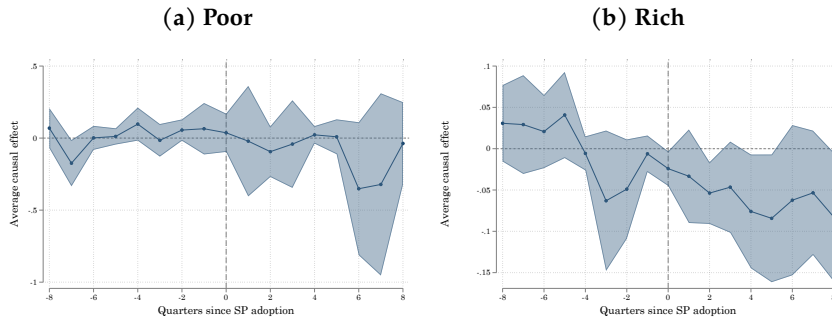 (a) Poor
.5
0
-.5
-1
Average causal effect
-8 -6 -4 -2 0 2 4 6 8
Quarters since SP adoption
(b) Rich
.1
.05
0
-.05
-.1
-.15
Average causal effect
-8 -6 -4 -2 0 2 4 6 8
Quarters since SP adoption